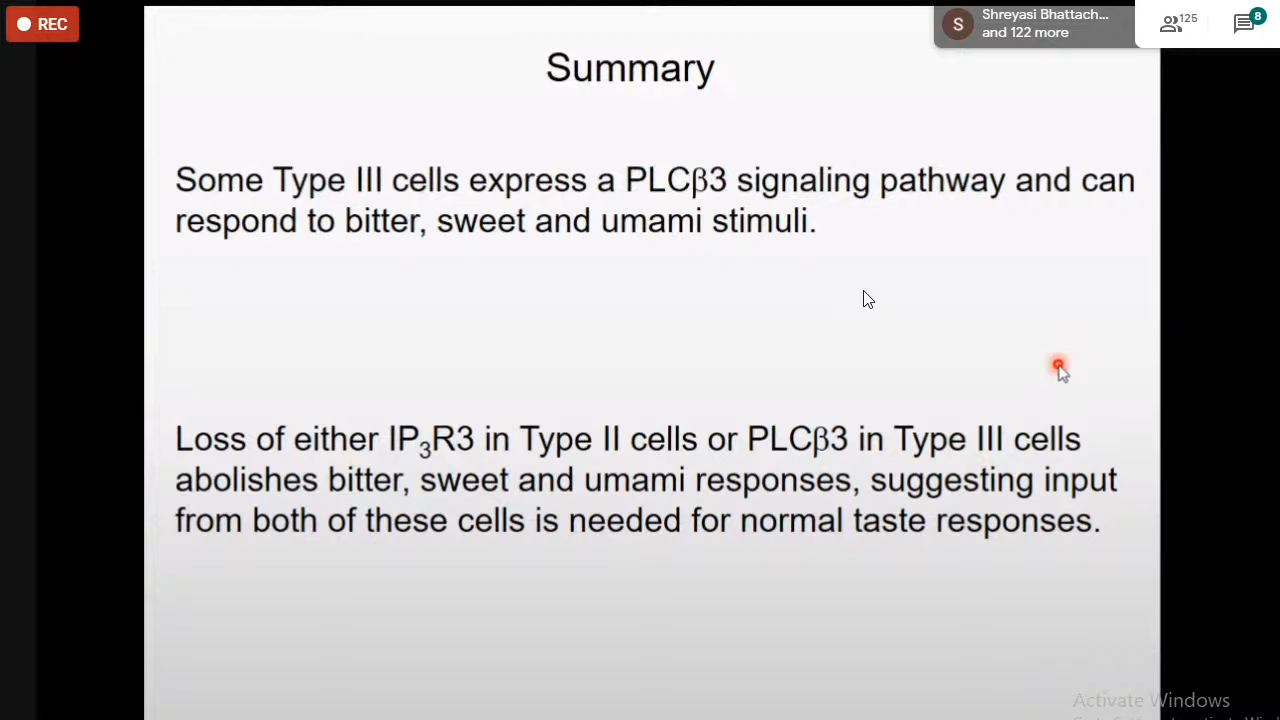 REC
Shreyasi Bhattach...
and 122 more
S
125
8
Summary
Some Type III cells express a PLCβ3 signaling pathway and can
respond to bitter, sweet and umami stimuli.
Loss of either IP₃R3 in Type II cells or PLCβ3 in Type III cells
abolishes bitter, sweet and umami responses, suggesting input
from both of these cells is needed for normal taste responses.
Activate Windows